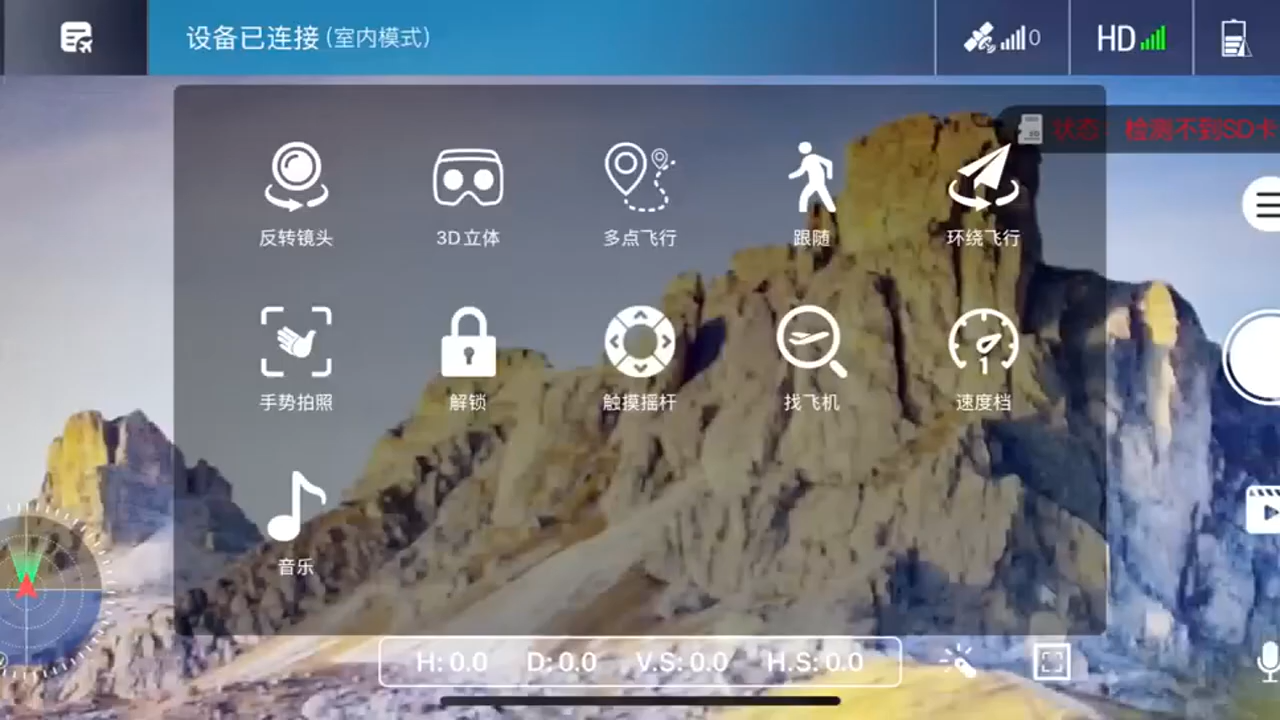 设备已连接(室内模式)
0
HD
状态: 检测不到SD卡
反转镜头
3D立体
多点飞行
跟随
环绕飞行
手势拍照
解锁
触摸摇杆
找飞机
速度档
音乐
H: 0.0 D: 0.0 V.S: 0.0 H.S: 0.0